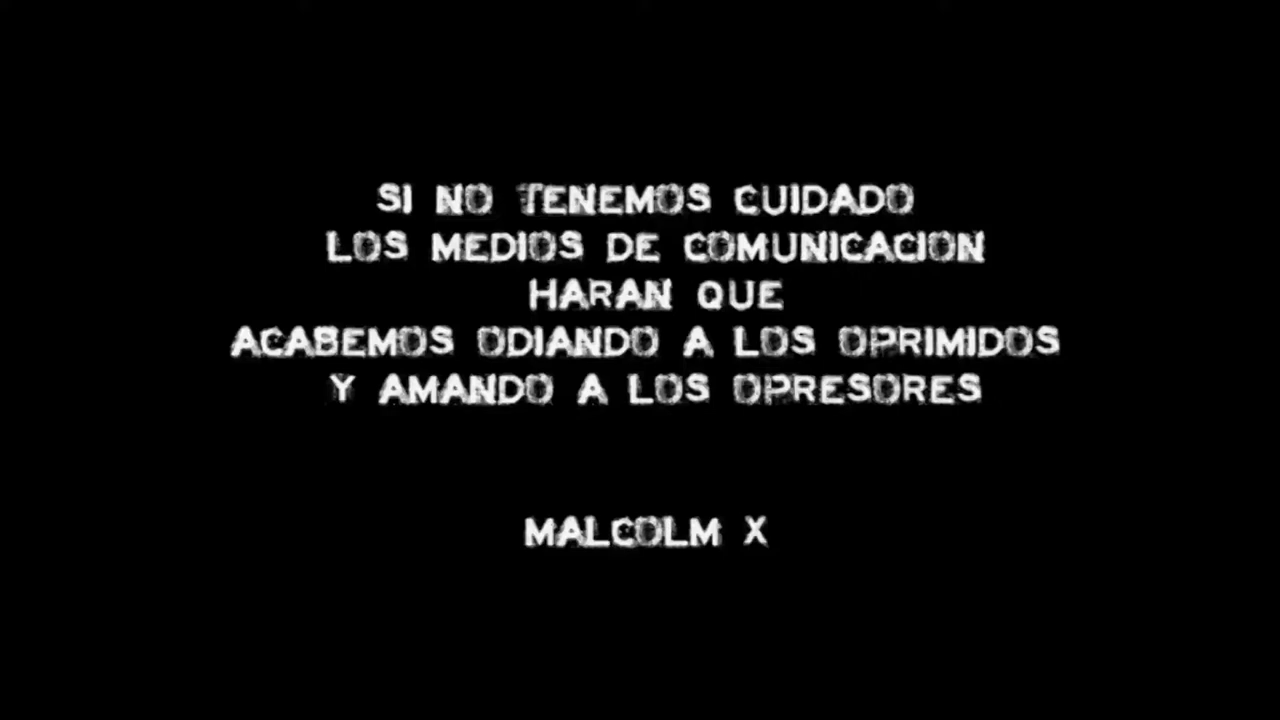 SI NO TENEMOS CUIDADO
LOS MEDIOS DE COMUNICACION
HARAN QUE
ACABEMOS ODIANDO A LOS OPRIMIDOS
Y AMANDO A LOS OPRESORES
MALCOLM X